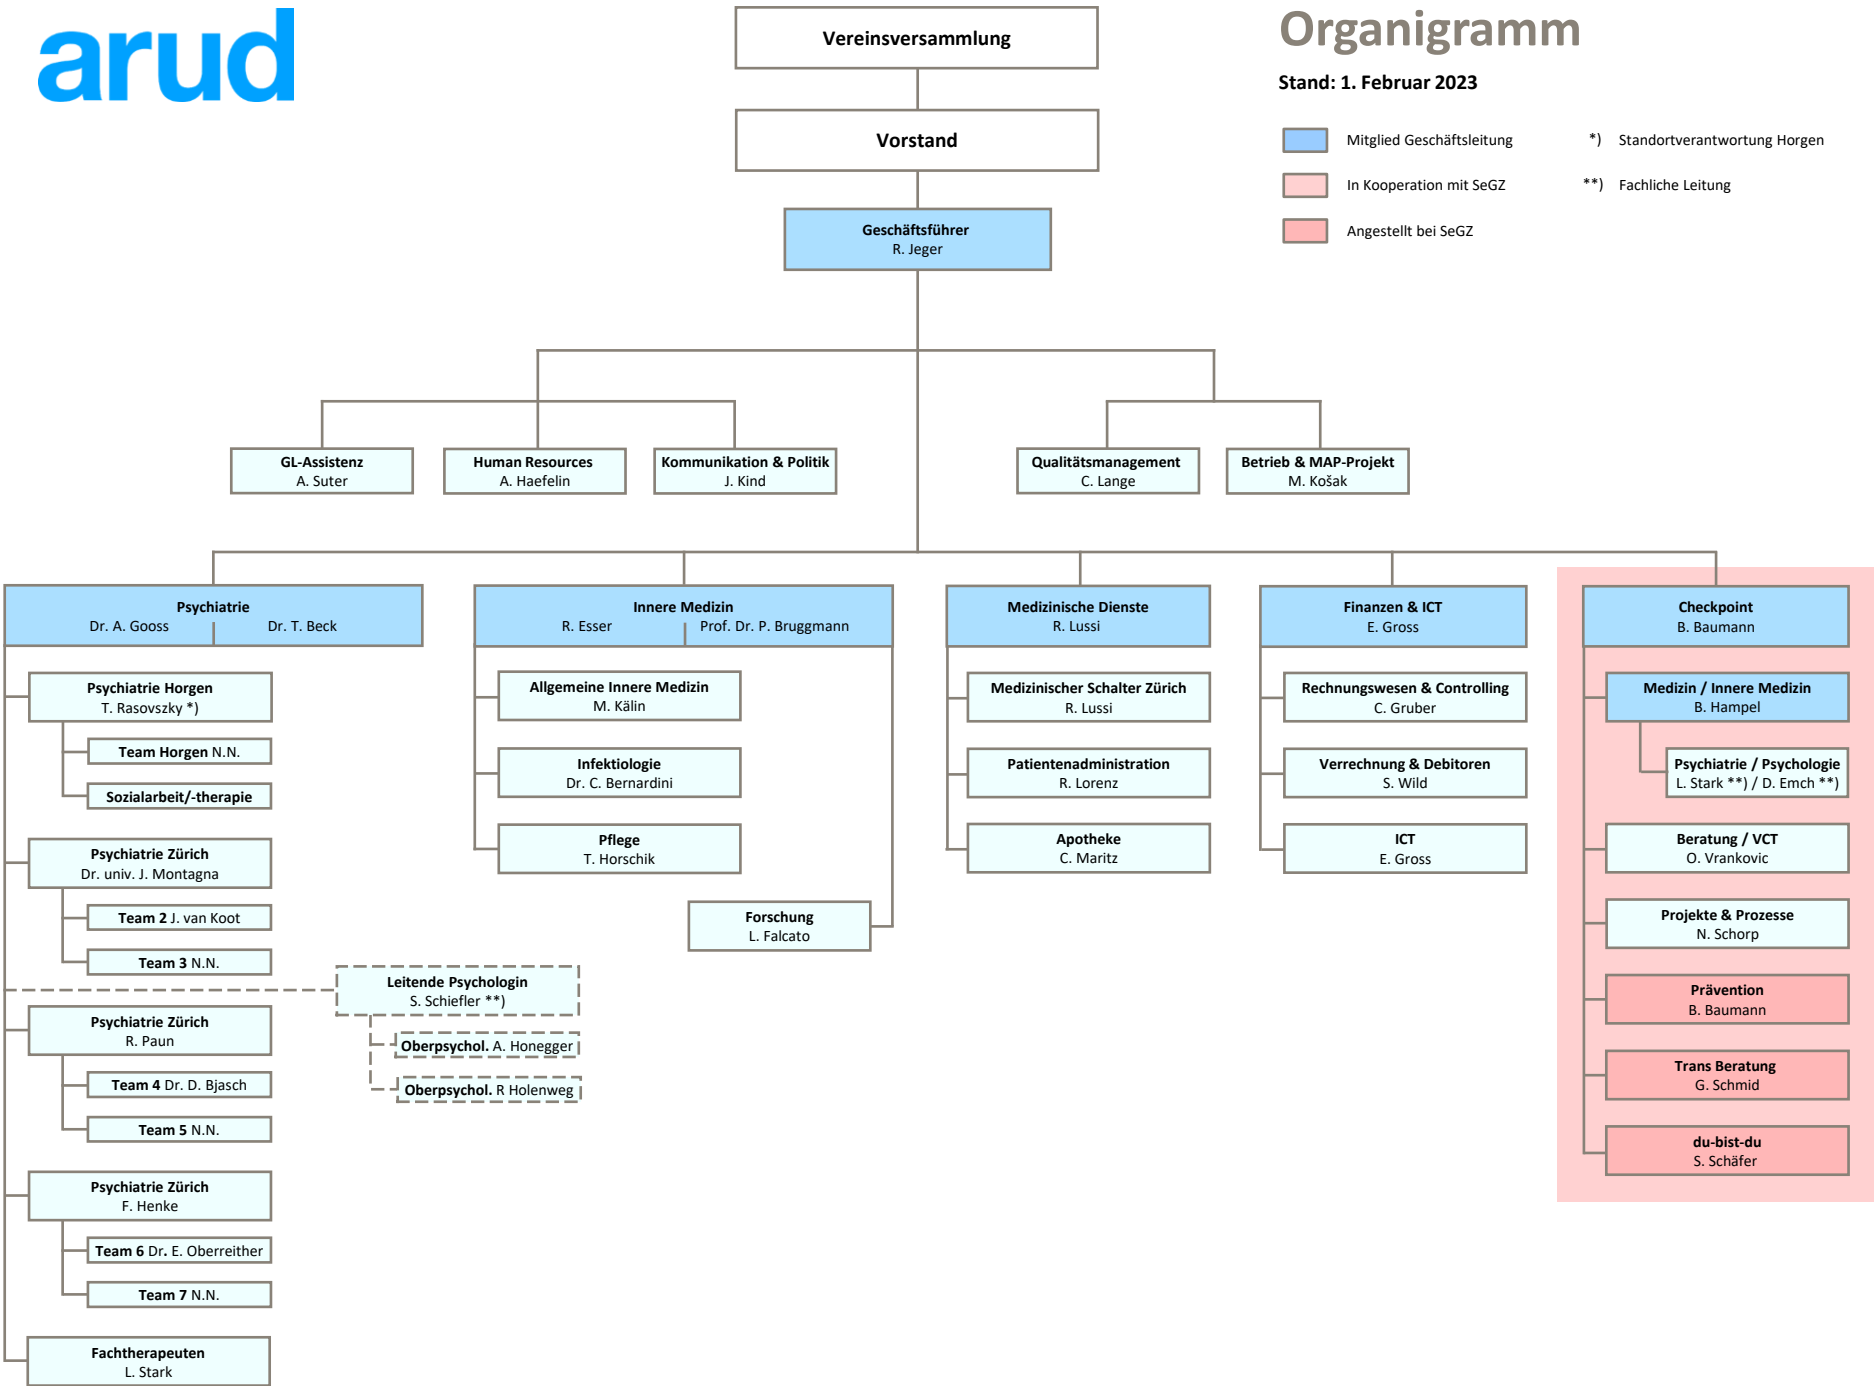 arud
Organigramm
Stand: 1. Februar 2023
Mitglied Geschäftsleitung
*) Standortverantwortung Horgen
In Kooperation mit SeGZ
**) Fachliche Leitung
Angestellt bei SeGZ
Vereinsversammlung
Vorstand
Geschäftsführer
R. Jeger
GL-Assistenz
A. Suter
Human Resources
A. Haefelin
Kommunikation & Politik
J. Kind
Qualitätsmanagement
C. Lange
Betrieb & MAP-Projekt
M. Košak
Psychiatrie
Dr. A. Gooss Dr. T. Beck
Psychiatrie Horgen
T. Rasovszky *)
Team Horgen N.N.
Sozialarbeit/-therapie
Psychiatrie Zürich
Dr. univ. J. Montagna
Team 2 J. van Koot
Team 3 N.N.
Leitende Psychologin
S. Schiefler **)
Oberpsychol. A. Honegger
Oberpsychol. R Holenweg
Psychiatrie Zürich
R. Paun
Team 4 Dr. D. Bjasch
Team 5 N.N.
Psychiatrie Zürich
F. Henke
Team 6 Dr. E. Oberreither
Team 7 N.N.
Fachtherapeuten
L. Stark
Innere Medizin
R. Esser Prof. Dr. P. Bruggmann
Allgemeine Innere Medizin
M. Kälin
Infektiologie
Dr. C. Bernardini
Pflege
T. Horschik
Forschung
L. Falcato
Medizinische Dienste
R. Lussi
Medizinischer Schalter Zürich
R. Lussi
Patientenadministration
R. Lorenz
Apotheke
C. Maritz
Finanzen & ICT
E. Gross
Rechnungswesen & Controlling
C. Gruber
Verrechnung & Debitoren
S. Wild
ICT
E. Gross
Checkpoint
B. Baumann
Medizin / Innere Medizin
B. Hampel
Psychiatrie / Psychologie
L. Stark **) / D. Emch **)
Beratung / VCT
O. Vrankovic
Projekte & Prozesse
N. Schorp
Prävention
B. Baumann
Trans Beratung
G. Schmid
du-bist-du
S. Schäfer